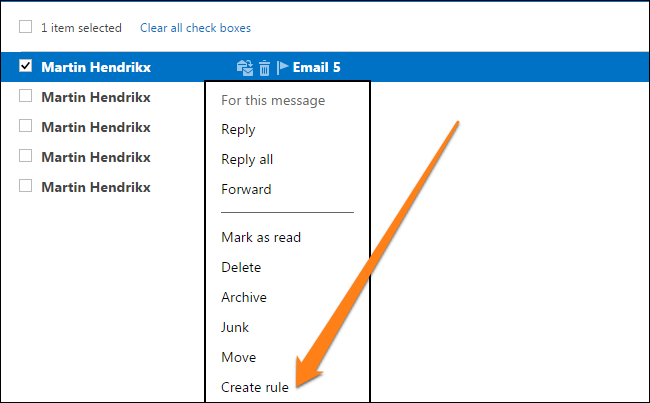 1 item selected Clear all check boxes
Martin Hendrikx Email 5
Martin Hendrikx
Martin Hendrikx
Martin Hendrikx
Martin Hendrikx
For this message
Reply
Reply all
Forward
Mark as read
Delete
Archive
Junk
Move
Create rule